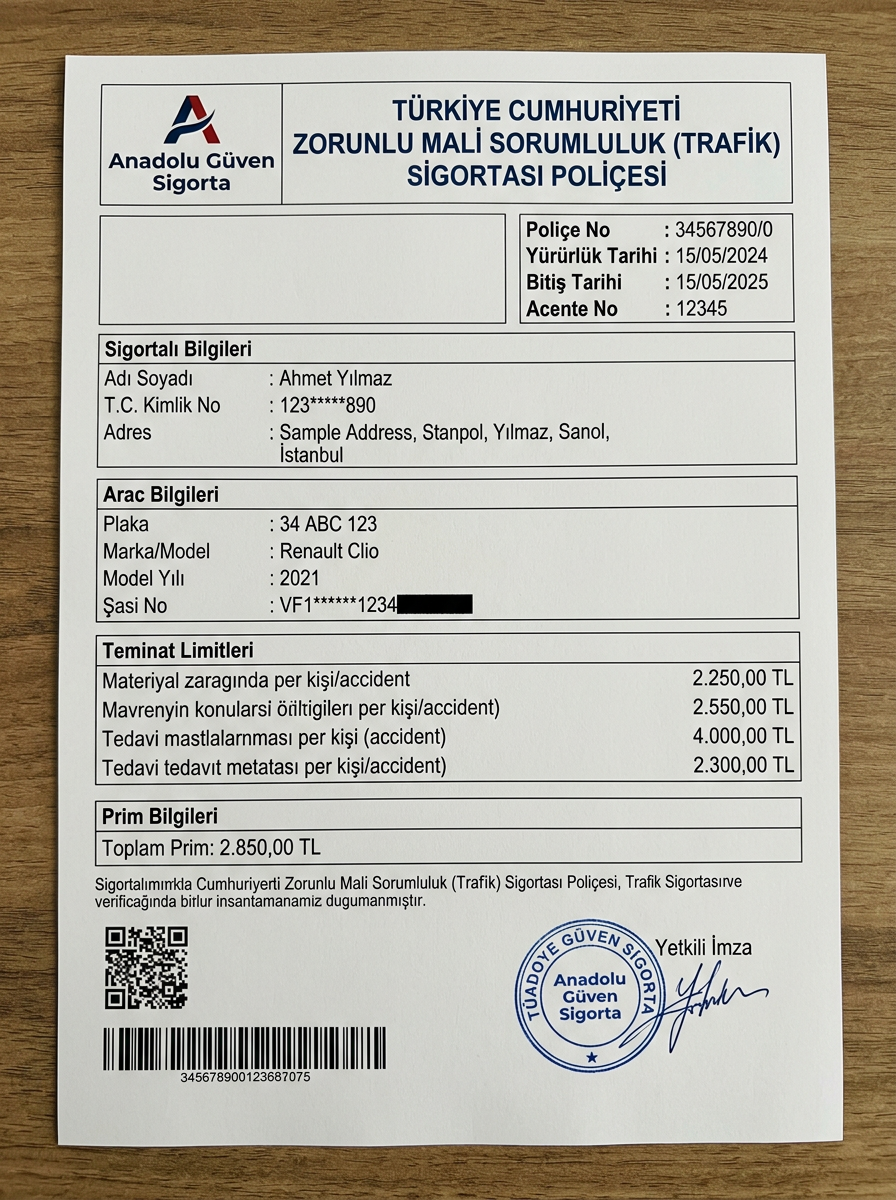 Anadolu Güven
Sigorta
TÜRKİYE CUMHURİYETİ
ZORUNLU MALİ SORUMLULUK (TRAFİK)
SİGORTASI POLİÇESİ
Poliçe No : 34567890/0
Yürürlük Tarihi : 15/05/2024
Bitiş Tarihi : 15/05/2025
Acente No : 12345
Sigortalı Bilgileri
Adı Soyadı : Ahmet Yılmaz
T.C. Kimlik No : 123*****890
Adres : Sample Address, Stanpol, Yılmaz, Sanol,
İstanbul
Arac Bilgileri
Plaka : 34 ABC 123
Marka/Model : Renault Clio
Model Yılı : 2021
Şasi No : VF1******1234
Teminat Limitleri
Materiyal zaragında per kişi/accident 2.250,00 TL
Mavrenyin konularsi öiltigileri per kişi/accident) 2.550,00 TL
Tedavi mastlalarnması per kişi (accident) 4.000,00 TL
Tedavi tedavıt metatası per kişi/accident) 2.300,00 TL
Prim Bilgileri
Toplam Prim: 2.850,00 TL
Sigortalımırıkla Cumhuriyerti Zorunlu Mali Sorumluluk (Trafik) Sigortası Poliçesi, Trafik Sigortasırve
verificağında birlur insantamanamiz dugumanmıştır.
Yetkili İmza
TÜADOYE GÜVEN SİGORTA
Anadolu
Güven
Sigorta
345678900123687075